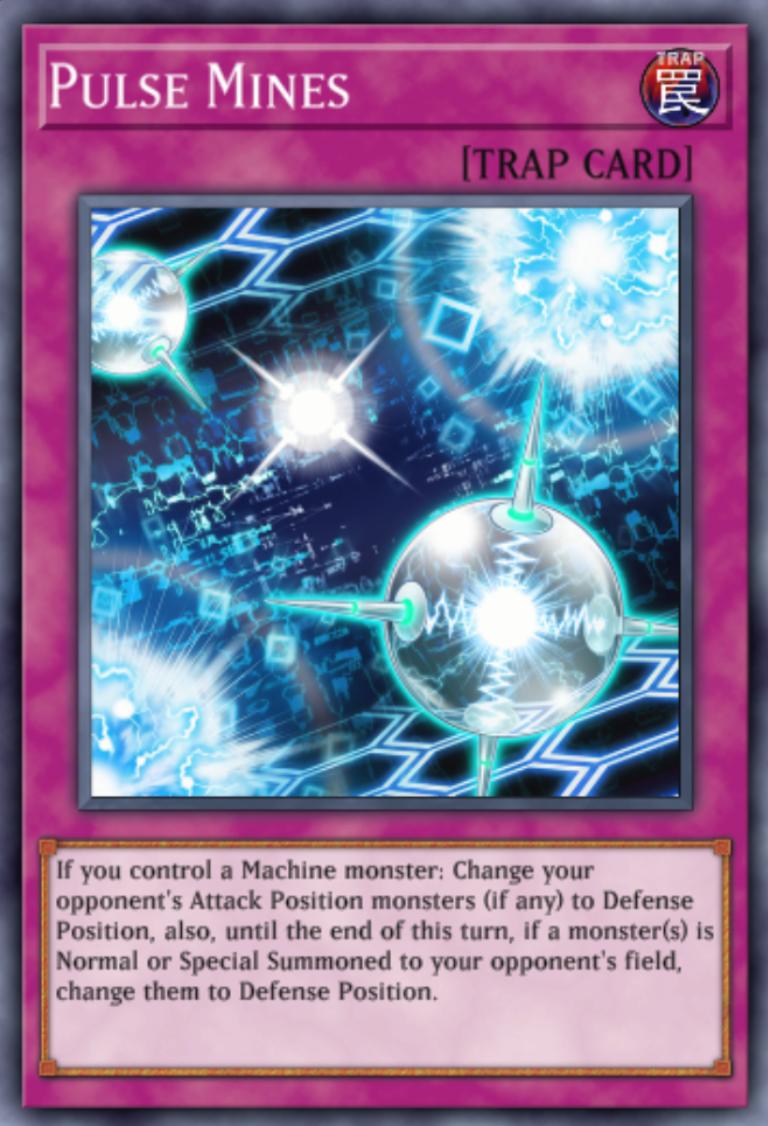 PULSE MINES
TRAP
罠
[TRAP CARD]
If you control a Machine monster: Change your
opponent's Attack Position monsters (if any) to Defense
Position, also, until the end of this turn, if a monster(s) is
Normal or Special Summoned to your opponent's field,
change them to Defense Position.